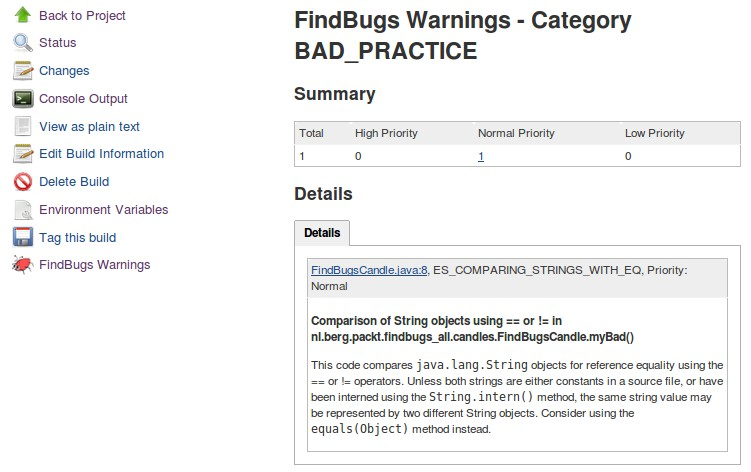 Back to Project
Status
Changes
Console Output
View as plain text
Edit Build Information
Delete Build
Environment Variables
Tag this build
FindBugs Warnings
FindBugs Warnings - Category
BAD_PRACTICE
Summary
Total High Priority Normal Priority Low Priority
1 0 1 0
Details
Details
FindBugsCandle.java:8, ES_COMPARING_STRINGS_WITH_EQ, Priority:
Normal
Comparison of String objects using == or != in
nl.berg.packt.findbugs_all.candles.FindBugsCandle.myBad()
This code compares java.lang.String objects for reference equality using the
== or != operators. Unless both strings are either constants in a source file, or have
been interned using the String.intern() method, the same string value may
be represented by two different String objects. Consider using the
equals(Object) method instead.